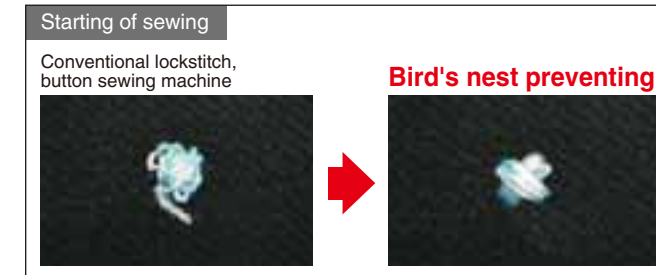 Starting of sewing
Conventional lockstitch,
button sewing machine
Bird's nest preventing